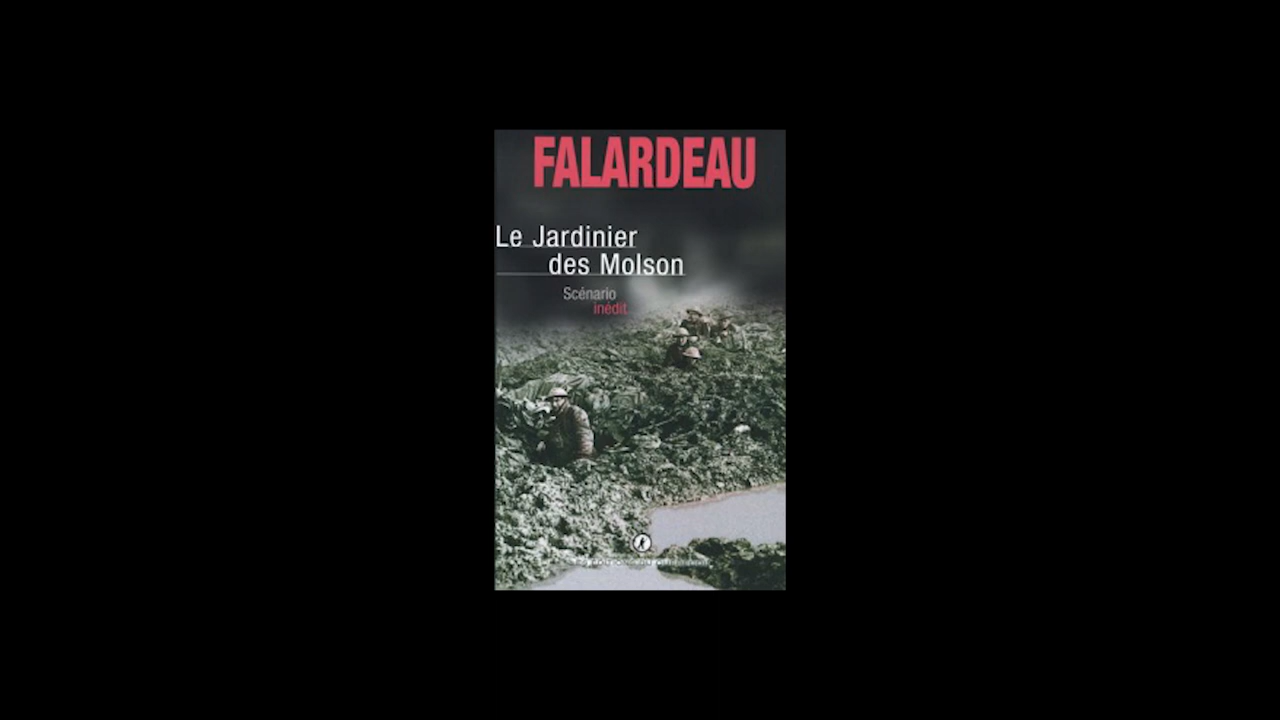 FALARDEAU
Le Jardinier
des Molson
Scénario
inédit